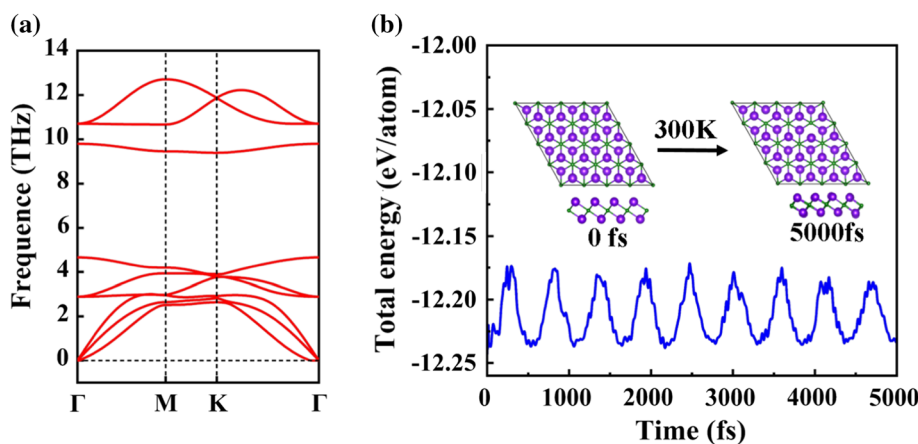 (a)
Frequence (THz)
14
12
10
8
6
4
2
0
Γ M K Γ
(b)
Total energy (eV/atom)
-12.00
-12.05
-12.10
-12.15
-12.20
-12.25
300K
0 fs
5000fs
0 1000 2000 3000 4000 5000
Time (fs)